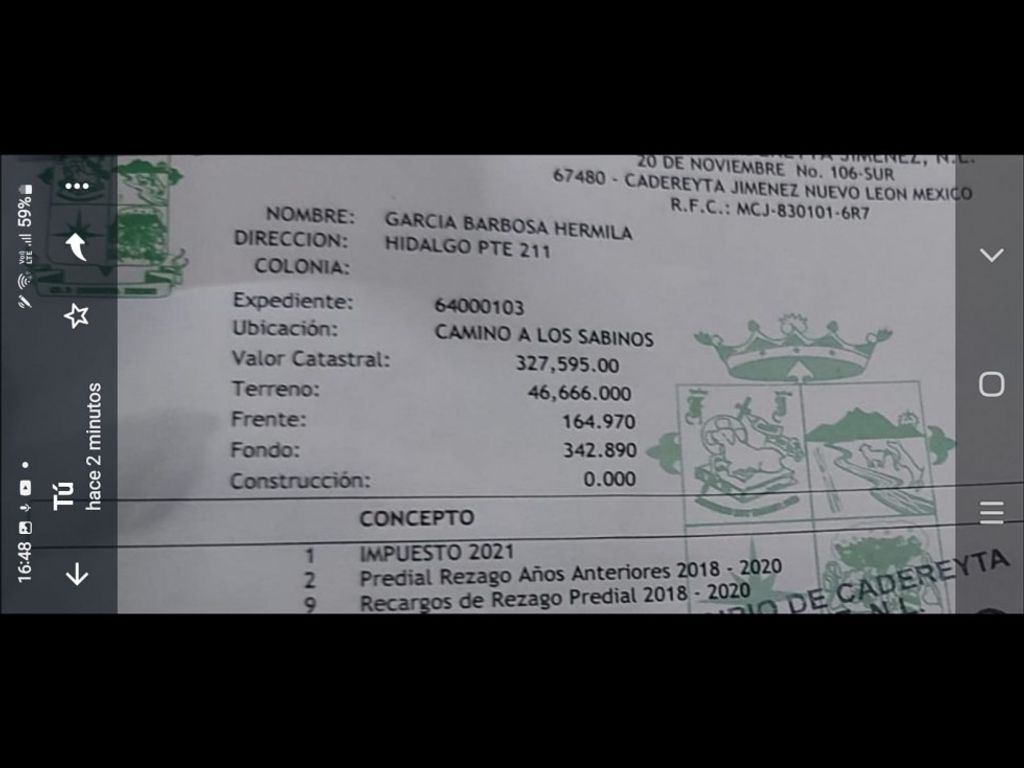 JIMENEZ, N.L.
20 DE NOVIEMBRE No. 106-SUR
67480 - CADEREYTA JIMENEZ NUEVO LEON MEXICO
R.F.C.: MCJ-830101-6R7
NOMBRE: GARCIA BARBOSA HERMILA
DIRECCION: HIDALGO PTE 211
COLONIA:
Expediente: 64000103
Ubicación: CAMINO A LOS SABINOS
Valor Catastral: 327,595.00
Terreno: 46,666.000
Frente: 164.970
Fondo: 342.890
Construcción: 0.000
CONCEPTO
1 IMPUESTO 2021
2 Predial Rezago Años Anteriores 2018 - 2020
9 Recargos de Rezago Predial 2018 - 2020
DE CADEREYTA
N.L.
16:48
59%
Tú
hace 2 minutos